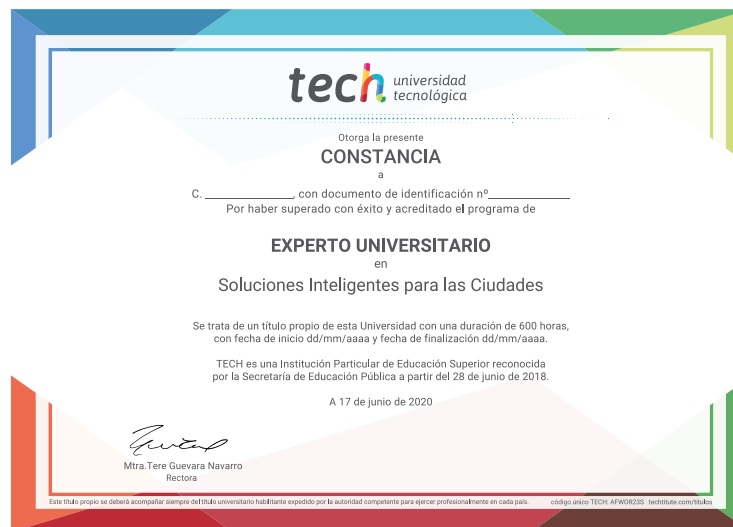 tech universidad
tecnológica
Otorga la presente
CONSTANCIA
a
C. ______________, con documento de identificación nº______________
Por haber superado con éxito y acreditado el programa de
EXPERTO UNIVERSITARIO
en
Soluciones Inteligentes para las Ciudades
Se trata de un título propio de esta Universidad con una duración de 600 horas,
con fecha de inicio dd/mm/aaaa y fecha de finalización dd/mm/aaaa.
TECH es una Institución Particular de Educación Superior reconocida
por la Secretaría de Educación Pública a partir del 28 de junio de 2018.
A 17 de junio de 2020
Mtra.Tere Guevara Navarro
Rectora
Este título propio se deberá acompañar siempre del título universitario habilitante expedido por la autoridad competente para ejercer profesionalmente en cada país. código único TECH: AFWOR23S techtitute.com/titulos